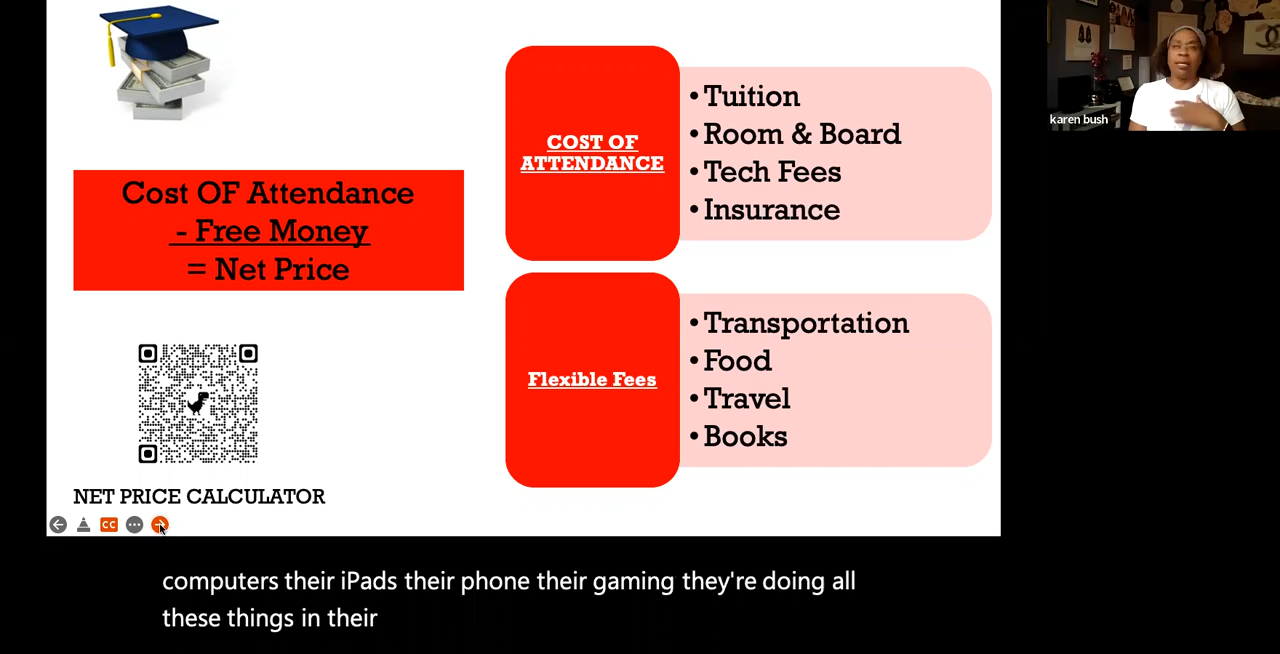 Cost OF Attendance
- Free Money
= Net Price
NET PRICE CALCULATOR
COST OF
ATTENDANCE
• Tuition
• Room & Board
• Tech Fees
• Insurance
Flexible Fees
• Transportation
• Food
• Travel
• Books
karen bush
CC
computers their iPads their phone their gaming they're doing all
these things in their